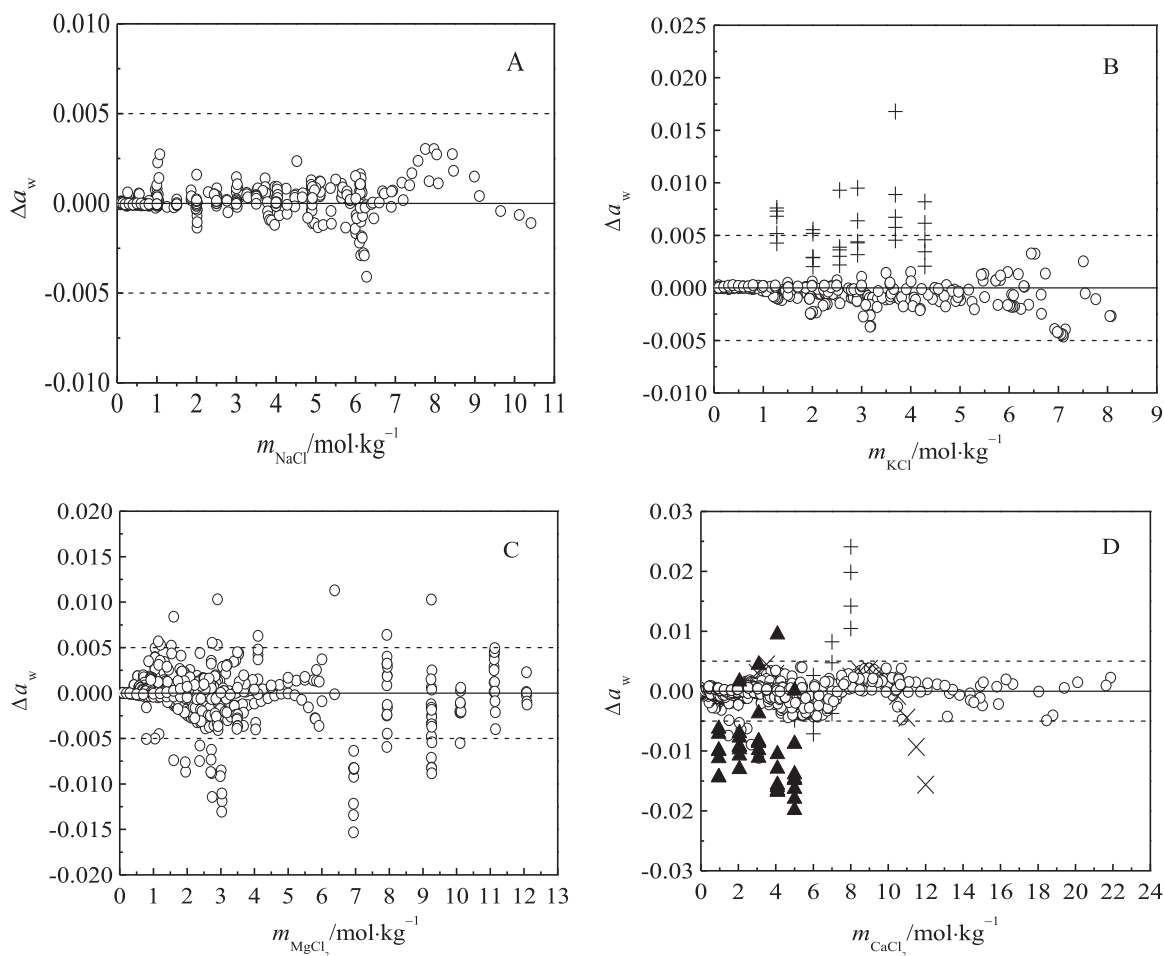 A
0.010
0.005
0.000
-0.005
-0.010
Δa_w
0 1 2 3 4 5 6 7 8 9 10 11
m_NaCl/mol·kg⁻¹
B
0.025
0.020
0.015
0.010
0.005
0.000
-0.005
-0.010
Δa_w
0 1 2 3 4 5 6 7 8 9
m_KCl/mol·kg⁻¹
C
0.020
0.015
0.010
0.005
0.000
-0.005
-0.010
-0.015
-0.020
Δa_w
0 1 2 3 4 5 6 7 8 9 10 11 12 13
m_MgCl₂/mol·kg⁻¹
D
0.03
0.02
0.01
0.00
-0.01
-0.02
-0.03
Δa_w
0 2 4 6 8 10 12 14 16 18 20 22 24
m_CaCl₂/mol·kg⁻¹